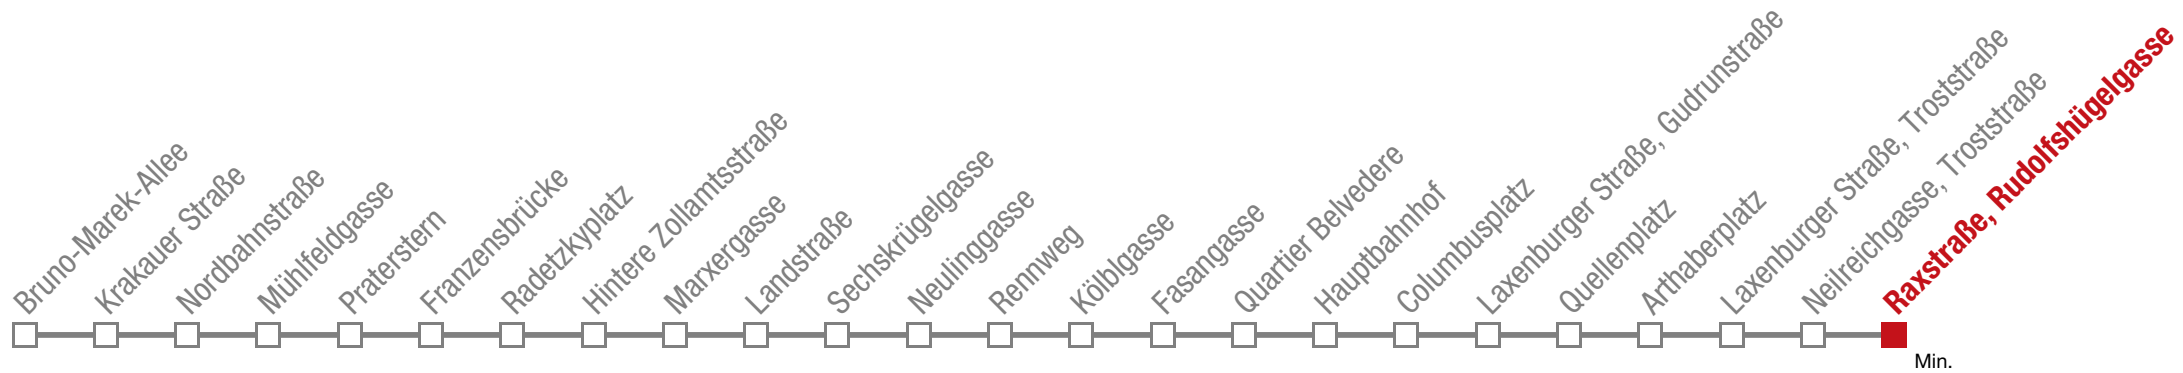 Bruno-Marek-Allee
Krakauer Straße
Nordbahnstraße
Mühlfeldgasse
Praterstern
Franzensbrücke
Radetzkyplatz
Hintere Zollamtsstraße
Marxergasse
Landstraße
Sechskrügelgasse
Neulinggasse
Rennweg
Kölblgasse
Fasangasse
Quartier Belvedere
Hauptbahnhof
Columbusplatz
Laxenburger Straße, Gudrunstraße
Quellenplatz
Arthaberplatz
Laxenburger Straße, Troststraße
Neilreichgasse, Troststraße
Raxstraße, Rudolfshügelgasse
Min.